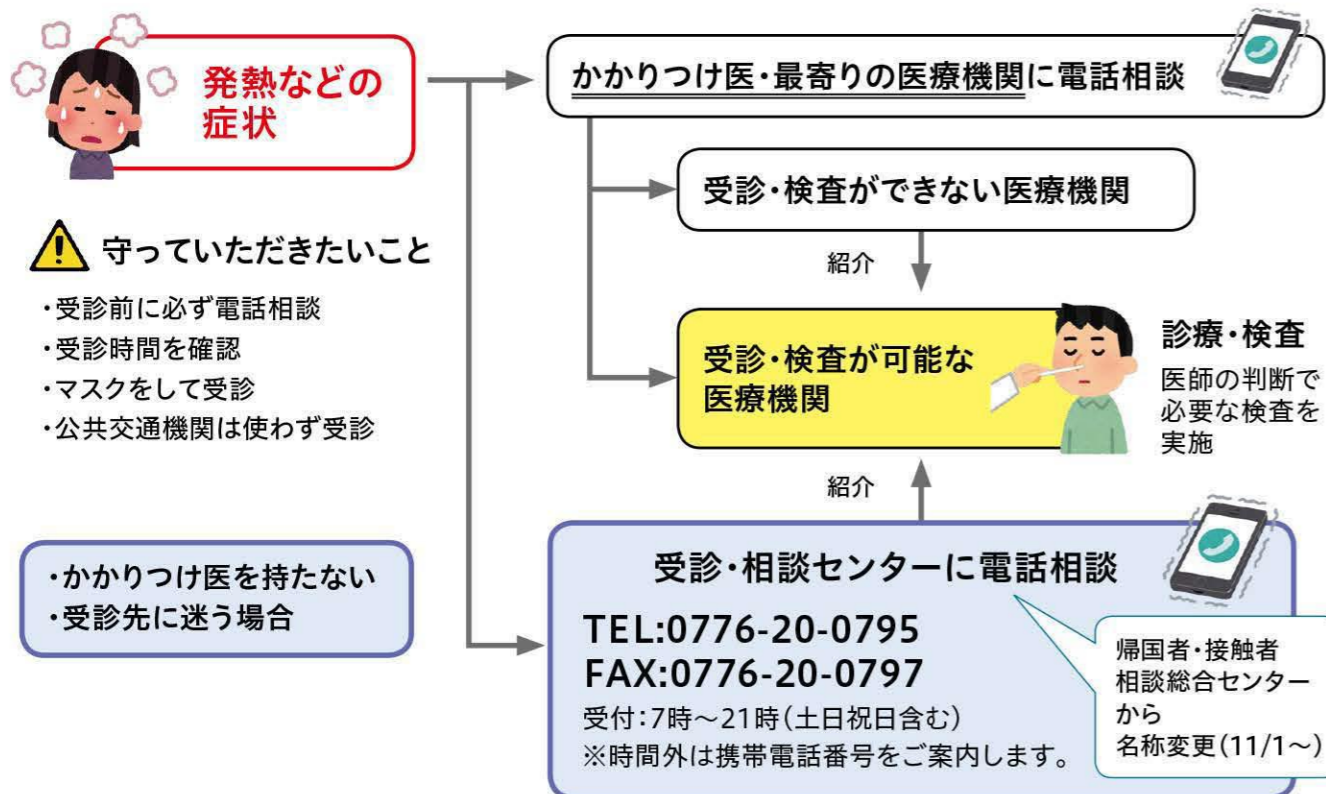 発熱などの
症状
かかりつけ医・最寄りの医療機関に電話相談
受診・検査ができない医療機関
紹介
受診・検査が可能な
医療機関
診療・検査
医師の判断で
必要な検査を
実施
守っていただきたいこと
・受診前に必ず電話相談
・受診時間を確認
・マスクをして受診
・公共交通機関は使わず受診
紹介
・かかりつけ医を持たない
・受診先に迷う場合
受診・相談センターに電話相談
TEL:0776-20-0795
FAX:0776-20-0797
受付:7時～21時(土日祝日含む)
※時間外は携帯電話番号をご案内します。
帰国者・接触者
相談総合センター
から
名称変更(11/1～)